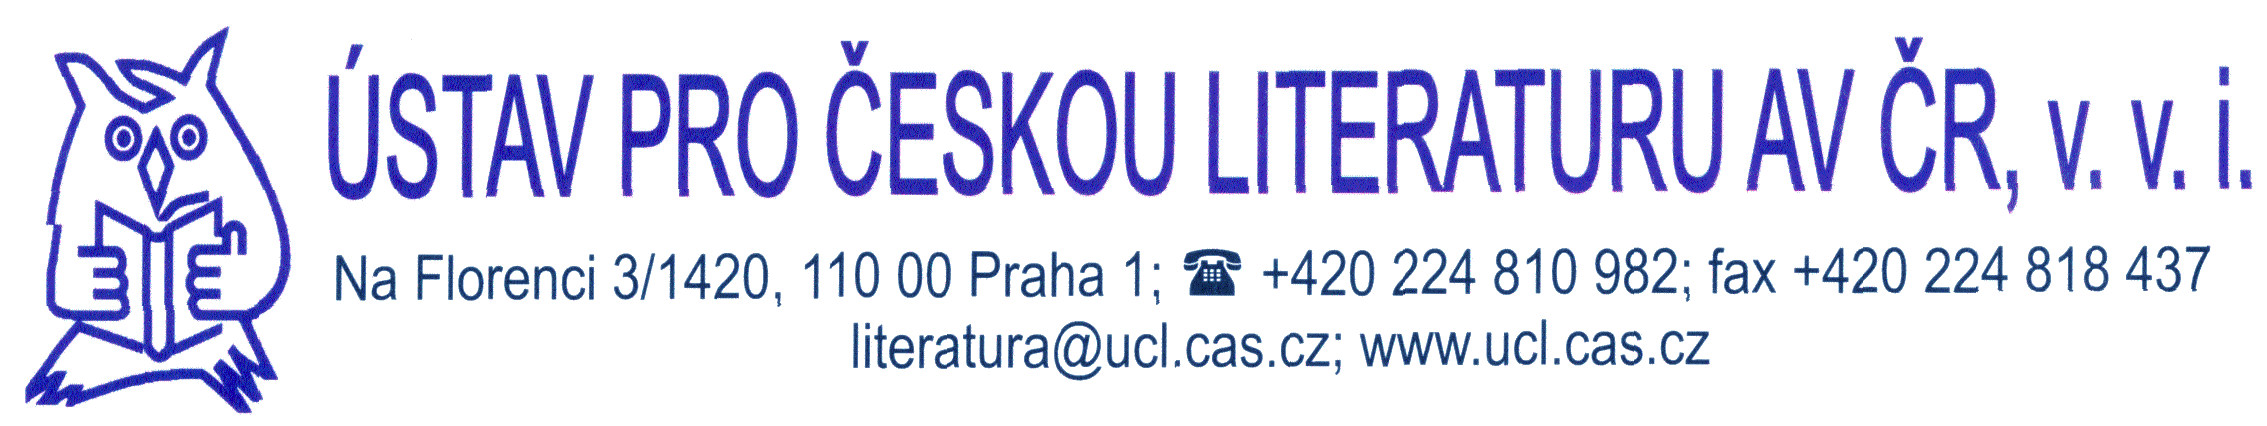 ÚSTAV PRO ČESKOU LITERATURU AV ČR, v. v. i.
Na Florenci 3/1420, 110 00 Praha 1; ☎ +420 224 810 982; fax +420 224 818 437
literatura@ucl.cas.cz; www.ucl.cas.cz